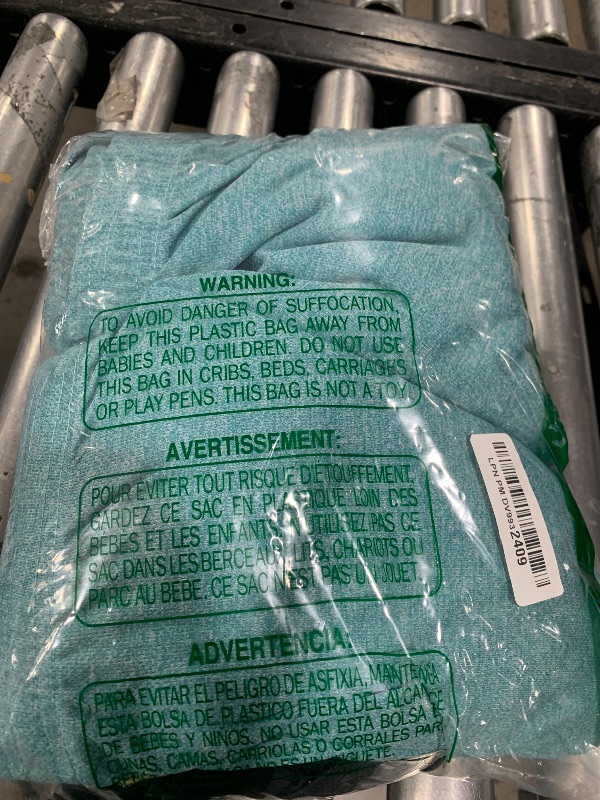 WARNING:
TO AVOID DANGER OF SUFFOCATION,
KEEP THIS PLASTIC BAG AWAY FROM
BABIES AND CHILDREN. DO NOT USE
THIS BAG IN CRIBS, BEDS, CARRIAGES
OR PLAY PENS. THIS BAG IS NOT A TOY
AVERTISSEMENT:
POUR ÉVITER TOUT RISQUE D'ETOUFFEMENT,
GARDEZ CE SAC EN PLASTIQUE LOIN DES
BEBES ET LES ENFANTS. N'UTILISEZ PAS CE
SAC DANS LES BERCEAUX, LITS, CHARIOTS OU
PARC AU BEBE. CE SAC N'EST PAS UN JOUET.
ADVERTENCIA:
PARA EVITAR EL PELIGRO DE ASFIXIA, MANTENGA
ESTA BOLSA DE PLASTICO FUERA DEL ALCANCE
DE BEBES Y NIÑOS. NO USAR ESTA BOLSA DE
CUNAS, CAMAS, CARRIOLAS O CORRALES PARA
ES UN JUGUETE.
LPN PM DV9932409